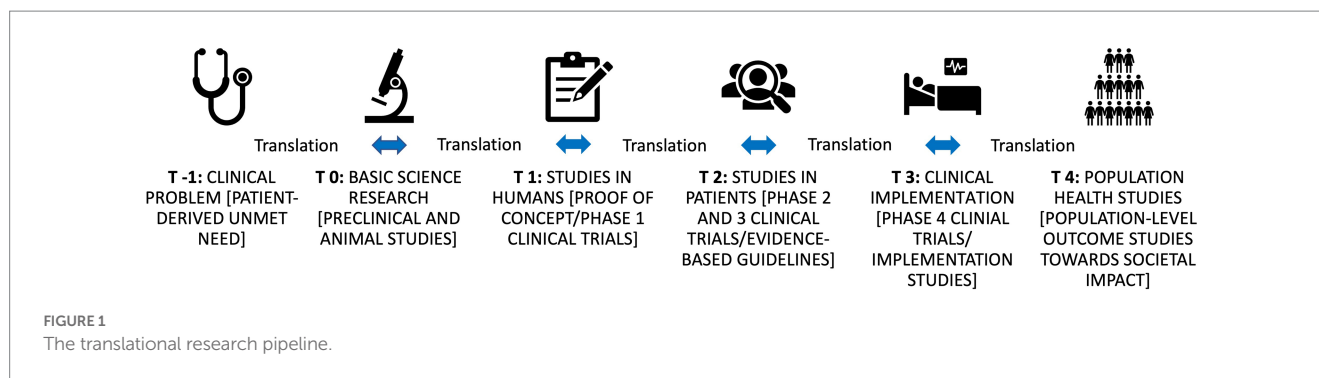 Translation Translation Translation Translation Translation
T -1: CLINICAL
PROBLEM [PATIENT-
DERIVED UNMET
NEED]
T 0: BASIC SCIENCE
RESEARCH
[PRECLINICAL AND
ANIMAL STUDIES]
T 1: STUDIES IN
HUMANS [PROOF OF
CONCEPT/PHASE 1
CLINICAL TRIALS]
T 2: STUDIES IN
PATIENTS [PHASE 2
AND 3 CLINICAL
TRIALS/EVIDENCE-
BASED GUIDELINES]
T 3: CLINICAL
IMPLEMENTATION
[PHASE 4 CLINIAL
TRIALS/
IMPLEMENTATION
STUDIES]
T 4: POPULATION
HEALTH STUDIES
[POPULATION-LEVEL
OUTCOME STUDIES
TOWARDS SOCIETAL
IMPACT]
FIGURE 1
The translational research pipeline.